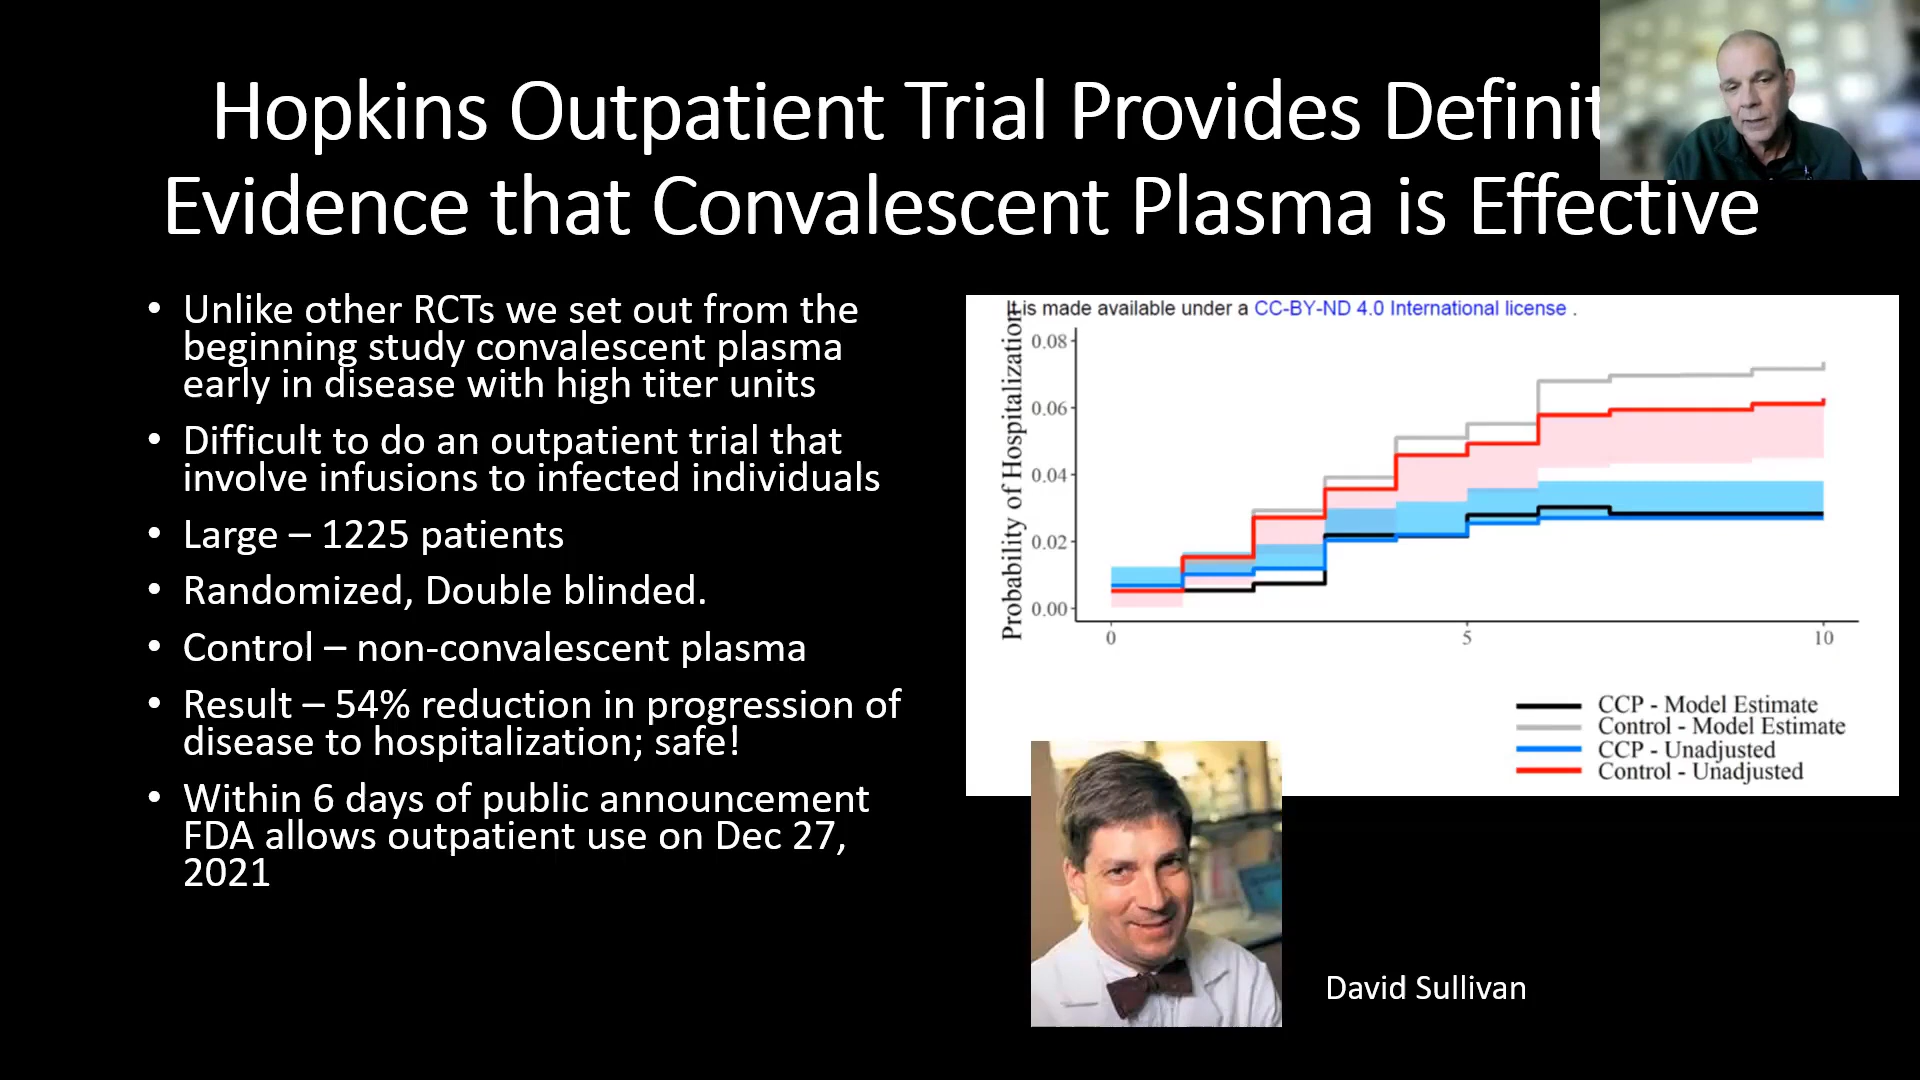 Hopkins Outpatient Trial Provides Definit
Evidence that Convalescent Plasma is Effective
• Unlike other RCTs we set out from the
beginning study convalescent plasma
early in disease with high titer units
• Difficult to do an outpatient trial that
involve infusions to infected individuals
• Large – 1225 patients
• Randomized, Double blinded.
• Control – non-convalescent plasma
• Result – 54% reduction in progression of
disease to hospitalization; safe!
• Within 6 days of public announcement
FDA allows outpatient use on Dec 27,
2021
It is made available under a CC-BY-ND 4.0 International license .
Probability of Hospitalization
0.08
0.06
0.04
0.02
0.00
0 5 10
CCP - Model Estimate
Control - Model Estimate
CCP - Unadjusted
Control - Unadjusted
David Sullivan